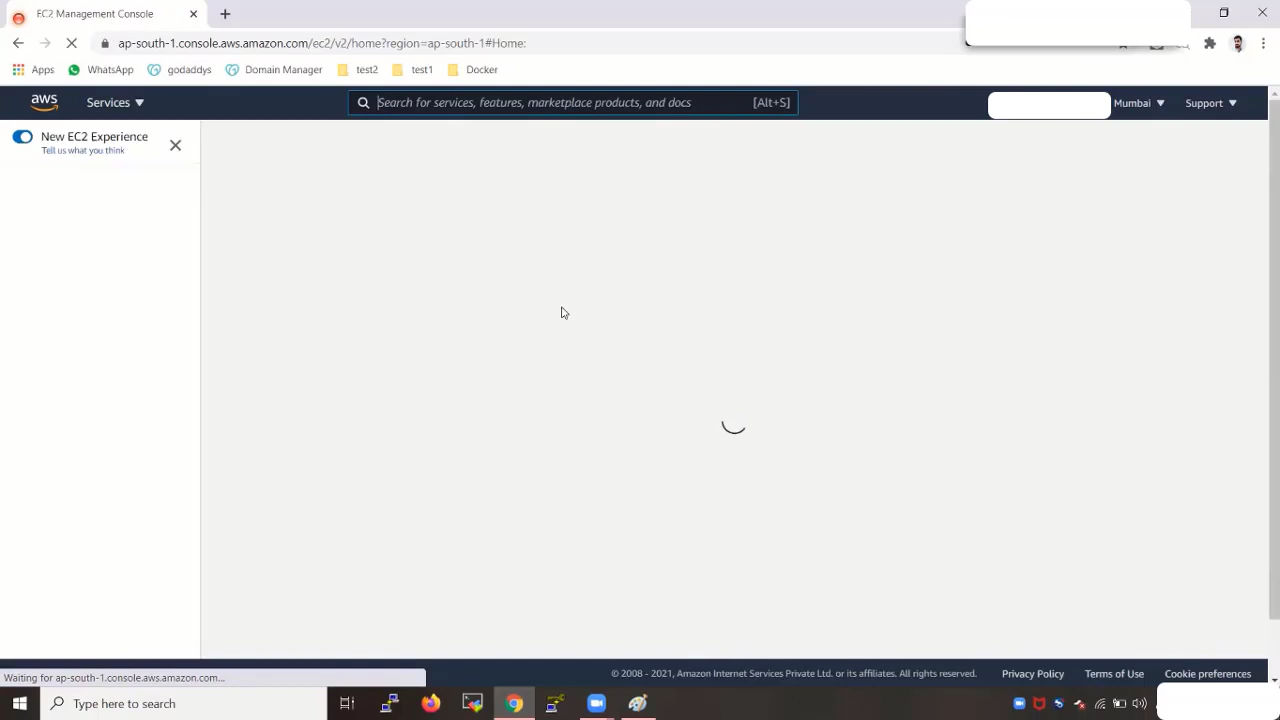 EC2 Management Console
ap-south-1.console.aws.amazon.com/ec2/v2/home?region=ap-south-1#Home:
Apps WhatsApp godaddys Domain Manager test2 test1 Docker
aws Services Search for services, features, marketplace products, and docs [Alt+S] Mumbai Support
New EC2 Experience
Tell us what you think
Waiting for ap-south-1.console.aws.amazon.com...
© 2008 - 2021, Amazon Internet Services Private Ltd. or its affiliates. All rights reserved. Privacy Policy Terms of Use Cookie preferences
Type here to search